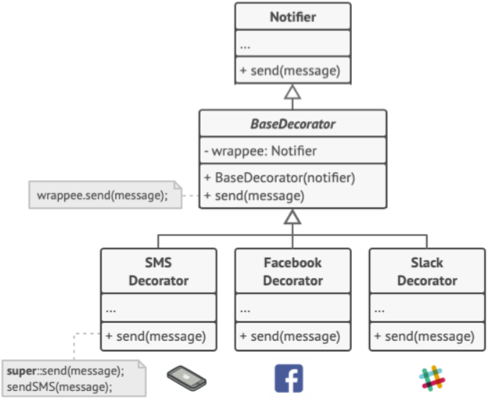 Notifier
...
+ send(message)
BaseDecorator
- wrappee: Notifier
+ BaseDecorator(notifier)
+ send(message)
wrappee.send(message);
SMS
Decorator
...
+ send(message)
Facebook
Decorator
...
+ send(message)
Slack
Decorator
...
+ send(message)
super::send(message);
sendSMS(message);
f